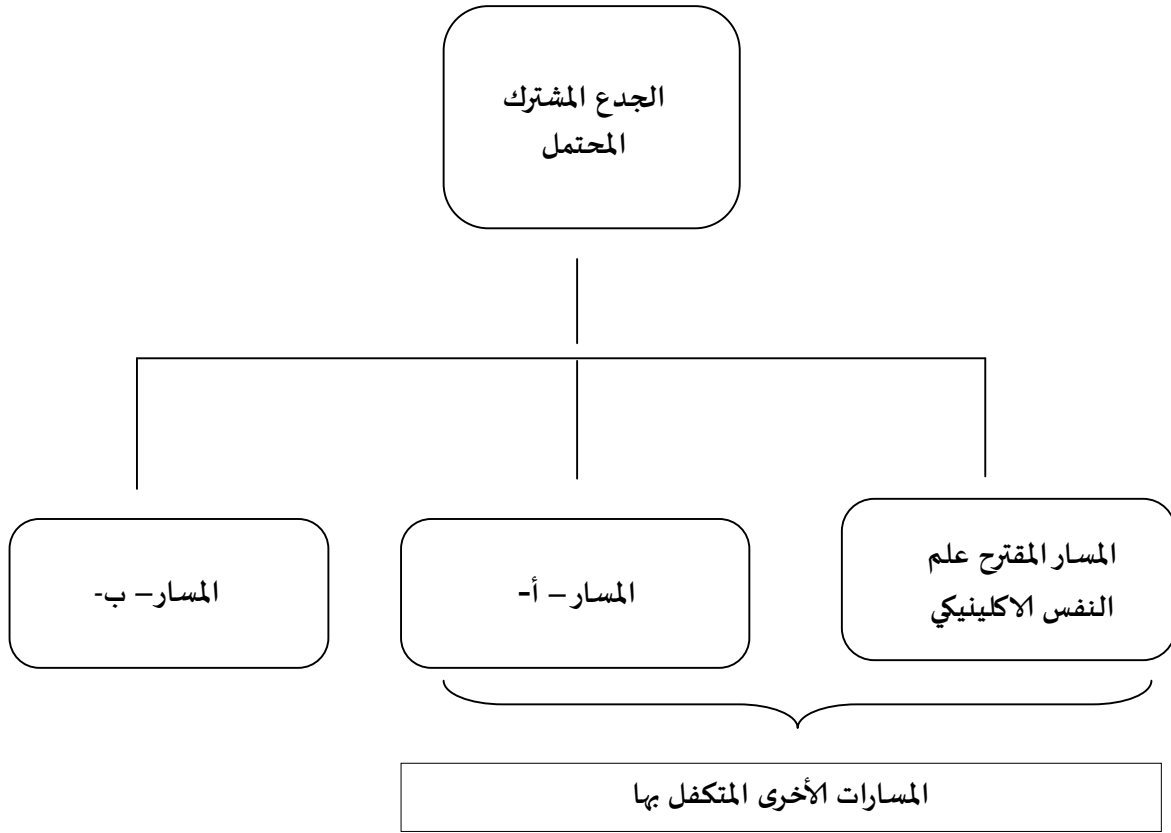 الجدع المشترك
المحتمل
المسار المقترح علم
النفس الاكلينيكي
المسار – أ-
المسار – ب-
المسارات الأخرى المتكفل بها